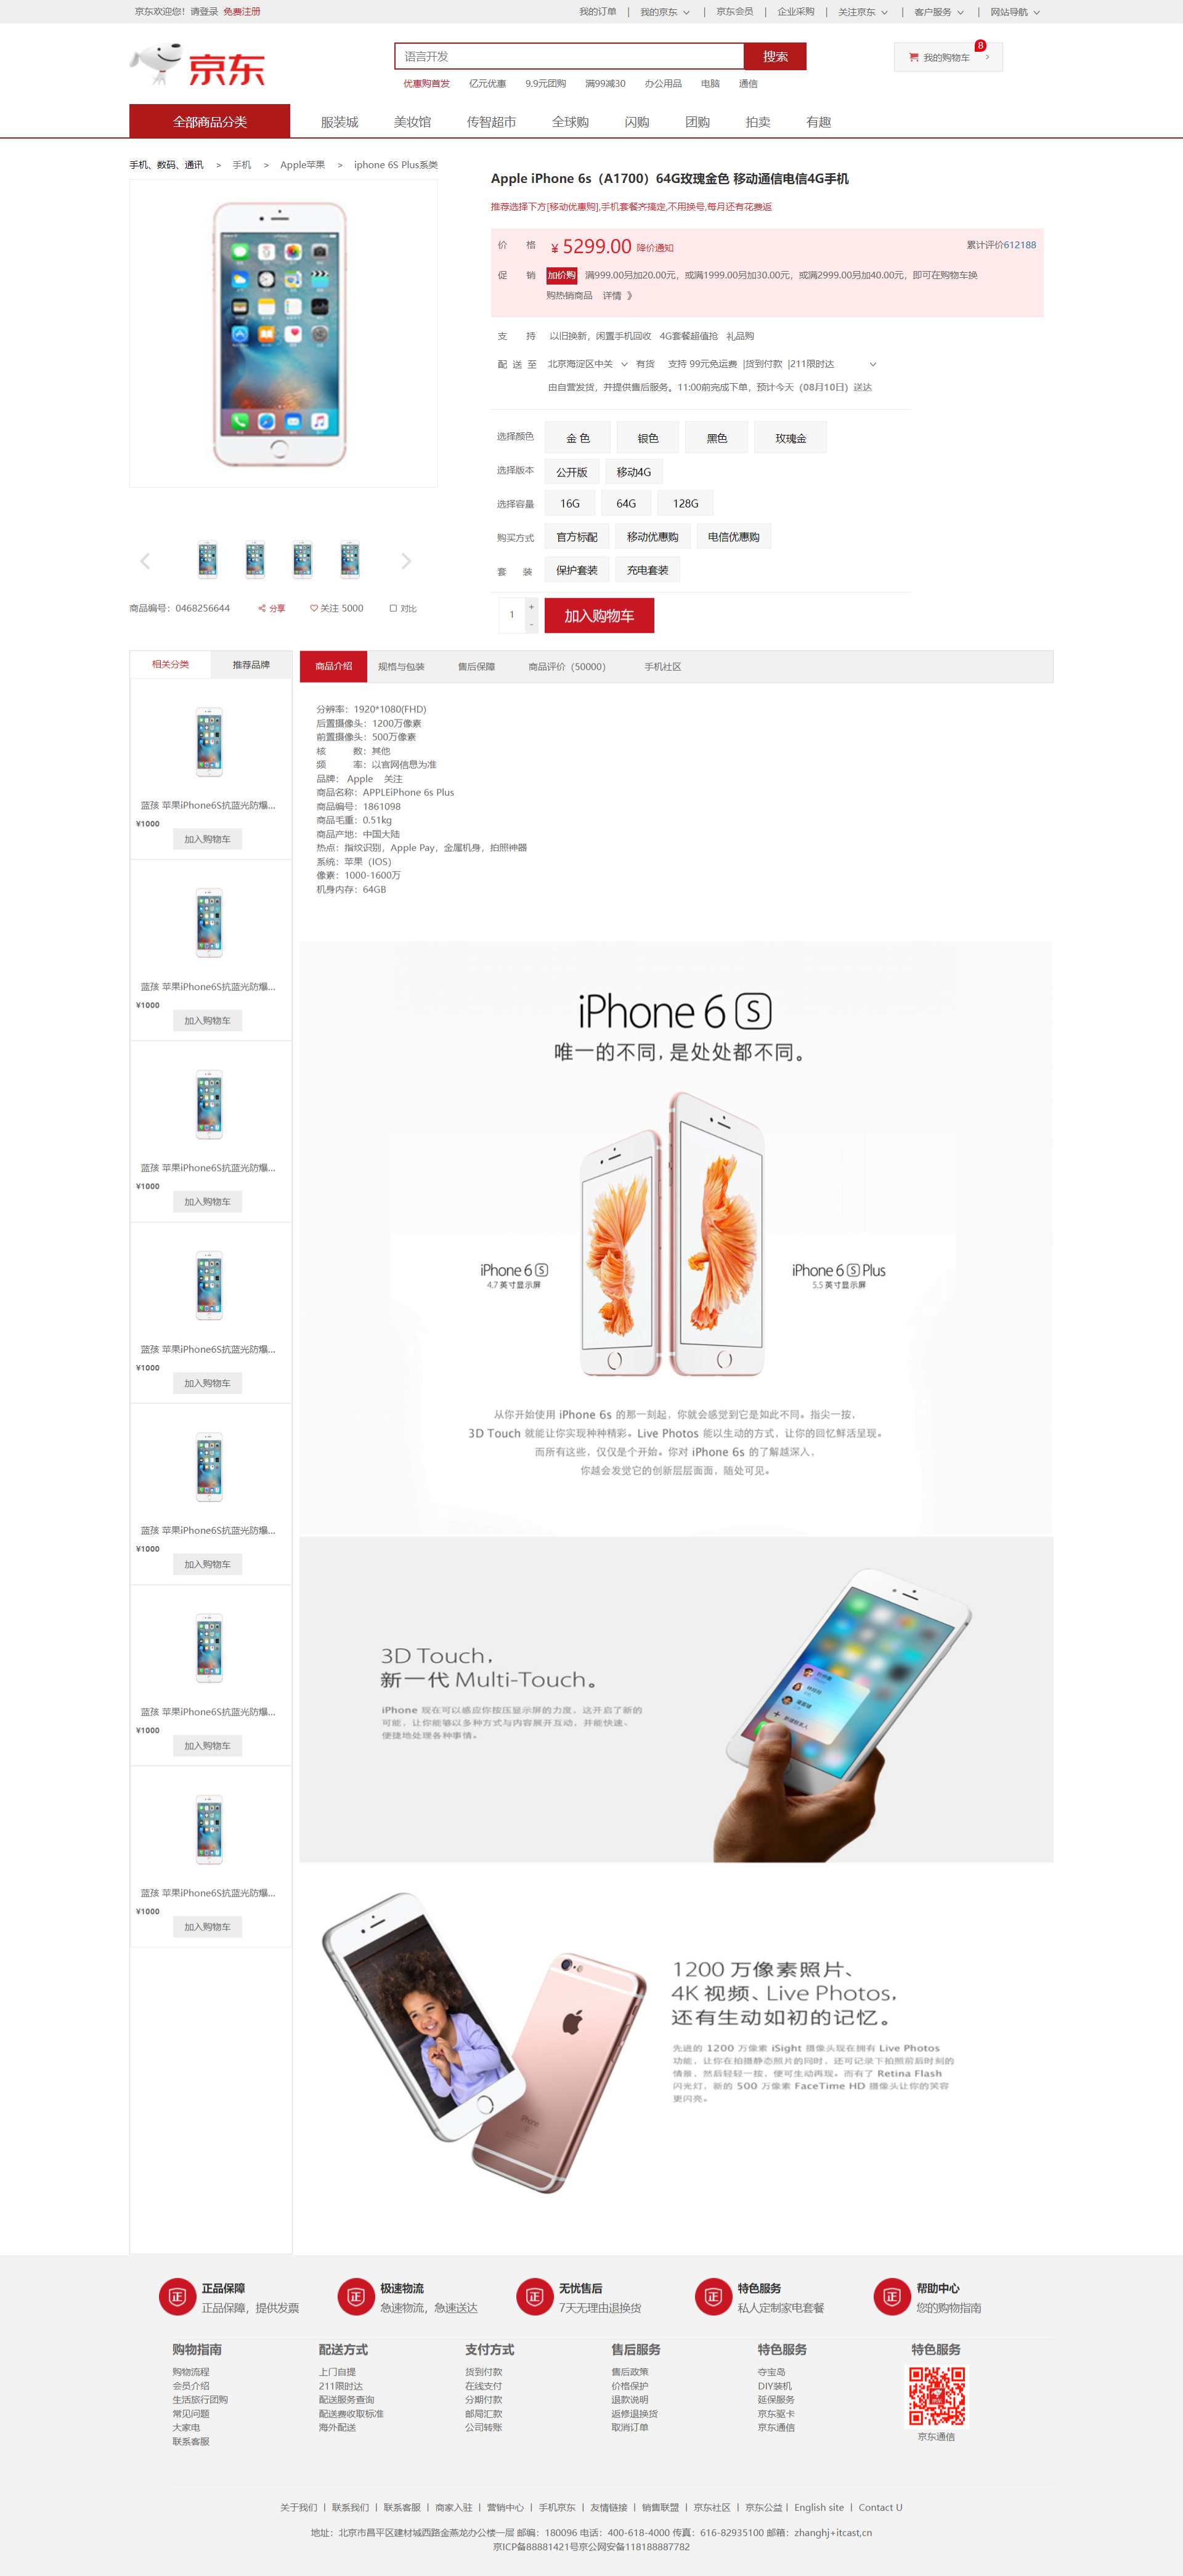 京东欢迎您！请登录 免费注册 我的订单 | 我的京东 | 京东会员 | 企业采购 | 关注京东 | 客户服务 | 网站导航
京东
语言开发 搜索
8
我的购物车 >
优惠购首发 亿元优惠 9.9元团购 满99减30 办公用品 电脑 通信
全部商品分类 服装城 美妆馆 传智超市 全球购 闪购 团购 拍卖 有趣
手机、数码、通讯 > 手机 > Apple苹果 > iphone 6S Plus系类
Apple iPhone 6s（A1700）64G玫瑰金色 移动通信电信4G手机
推荐选择下方[移动优惠购],手机套餐齐搞定,不用换号,每月还有花费返
价 格 ¥ 5299.00 降价通知 累计评价612188
促 销 加价购 满999.00另加20.00元，或满1999.00另加30.00元，或满2999.00另加40.00元，即可在购物车换
购热销商品 详情 》
支 持 以旧换新，闲置手机回收 4G套餐超值抢 礼品购
配 送 至 北京海淀区中关 有货 支持 99元免运费 |货到付款 |211限时达
由自营发货，并提供售后服务。11:00前完成下单，预计今天（08月10日）送达
选择颜色 金 色 银色 黑色 玫瑰金
选择版本 公开版 移动4G
选择容量 16G 64G 128G
购买方式 官方标配 移动优惠购 电信优惠购
套 装 保护套装 充电套装
商品编号：0468256644 分享 关注 5000 对比
1 + - 加入购物车
相关分类 推荐品牌
商品介绍 规格与包装 售后保障 商品评价（50000） 手机社区
分辨率：1920*1080(FHD)
后置摄像头：1200万像素
前置摄像头：500万像素
核 数：其他
频 率：以官网信息为准
品牌： Apple 关注
商品名称：APPLEiPhone 6s Plus
商品编号：1861098
商品毛重：0.51kg
商品产地：中国大陆
热点：指纹识别，Apple Pay，金属机身，拍照神器
系统：苹果（IOS）
像素：1000-1600万
机身内存：64GB
蓝孩 苹果iPhone6S抗蓝光防爆...
¥1000
加入购物车
蓝孩 苹果iPhone6S抗蓝光防爆...
¥1000
加入购物车
蓝孩 苹果iPhone6S抗蓝光防爆...
¥1000
加入购物车
蓝孩 苹果iPhone6S抗蓝光防爆...
¥1000
加入购物车
蓝孩 苹果iPhone6S抗蓝光防爆...
¥1000
加入购物车
蓝孩 苹果iPhone6S抗蓝光防爆...
¥1000
加入购物车
蓝孩 苹果iPhone6S抗蓝光防爆...
¥1000
加入购物车
iPhone 6 S
唯一的不同，是处处都不同。
iPhone 6 S
4.7 英寸显示屏
iPhone 6 S Plus
5.5 英寸显示屏
从你开始使用 iPhone 6s 的那一刻起，你就会感觉到它是如此不同。指尖一按，
3D Touch 就能让你实现种种精彩。Live Photos 能以生动的方式，让你的回忆鲜活呈现。
而所有这些，仅仅是个开始。你对 iPhone 6s 的了解越深入，
你越会发觉它的创新层层面面，随处可见。
3D Touch，
新一代 Multi-Touch。
iPhone 现在可以感应你按压显示屏的力度，这开启了新的
可能，让你能够以多种方式与内容展开互动，并能快速、
便捷地处理各种事情。
1200 万像素照片、
4K 视频、Live Photos，
还有生动如初的记忆。
先进的 1200 万像素 iSight 摄像头现在拥有 Live Photos
功能，让你在拍摄静态照片的同时，还可记录下拍照前后时刻的
情景，然后轻轻一按，便可生动再现。而有了 Retina Flash
闪光灯，新的 500 万像素 FaceTime HD 摄像头让你的笑容
更闪亮。
iPhone
正 正品保障
正品保障，提供发票
正 极速物流
急速物流，急速送达
正 无忧售后
7天无理由退换货
正 特色服务
私人定制家电套餐
正 帮助中心
您的购物指南
购物指南
购物流程
会员介绍
生活旅行团购
常见问题
大家电
联系客服
配送方式
上门自提
211限时达
配送服务查询
配送费收取标准
海外配送
支付方式
货到付款
在线支付
分期付款
邮局汇款
公司转账
售后服务
售后政策
价格保护
退款说明
返修退换货
取消订单
特色服务
夺宝岛
DIY装机
延保服务
京东驱卡
京东通信
特色服务
京东通信
关于我们 | 联系我们 | 联系客服 | 商家入驻 | 营销中心 | 手机京东 | 友情链接 | 销售联盟 | 京东社区 | 京东公益 | English site | Contact U
地址：北京市昌平区建材城西路金燕龙办公楼一层 邮编：180096 电话：400-618-4000 传真：616-82935100 邮箱：zhanghj+itcast,cn
京ICP备88881421号京公网安备118188887782